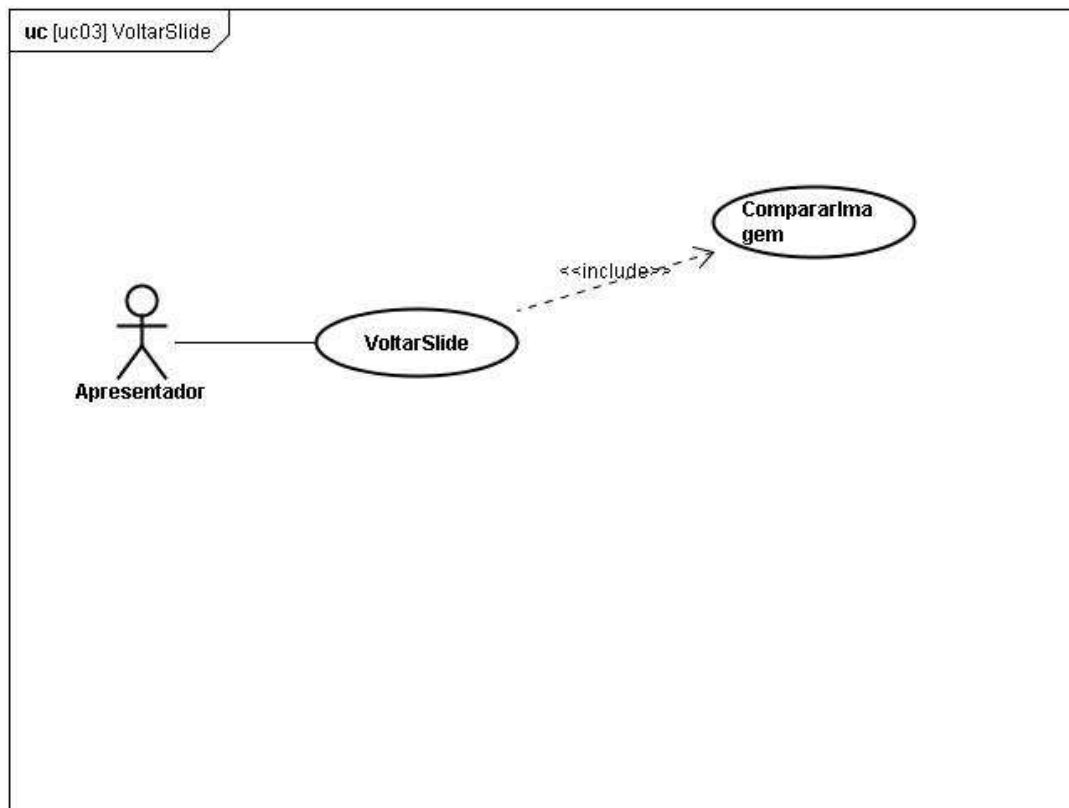 uc [uc03] VoltarSlide
CompararIma
gem
<<include>>
VoltarSlide
Apresentador